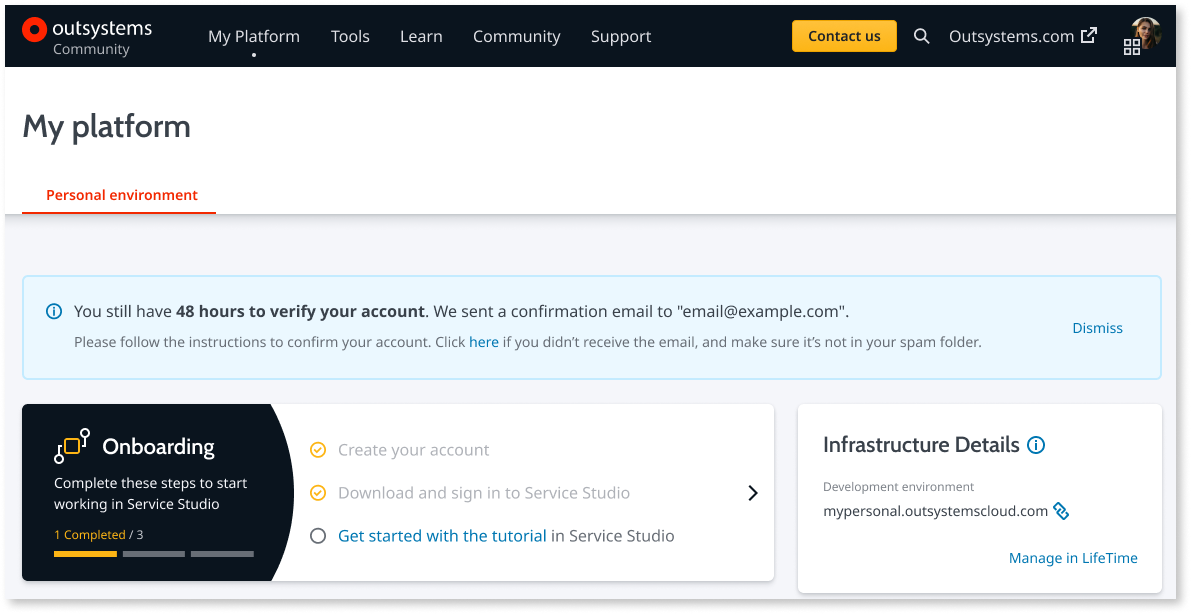 outsystems
Community
My Platform
Tools
Learn
Community
Support
Contact us
Outsystems.com
My platform
Personal environment
You still have 48 hours to verify your account. We sent a confirmation email to "email@example.com".
Please follow the instructions to confirm your account. Click here if you didn’t receive the email, and make sure it’s not in your spam folder.
Dismiss
Onboarding
Complete these steps to start
working in Service Studio
1 Completed / 3
Create your account
Download and sign in to Service Studio
Get started with the tutorial in Service Studio
Infrastructure Details
Development environment
mypersonal.outsystemscloud.com
Manage in LifeTime